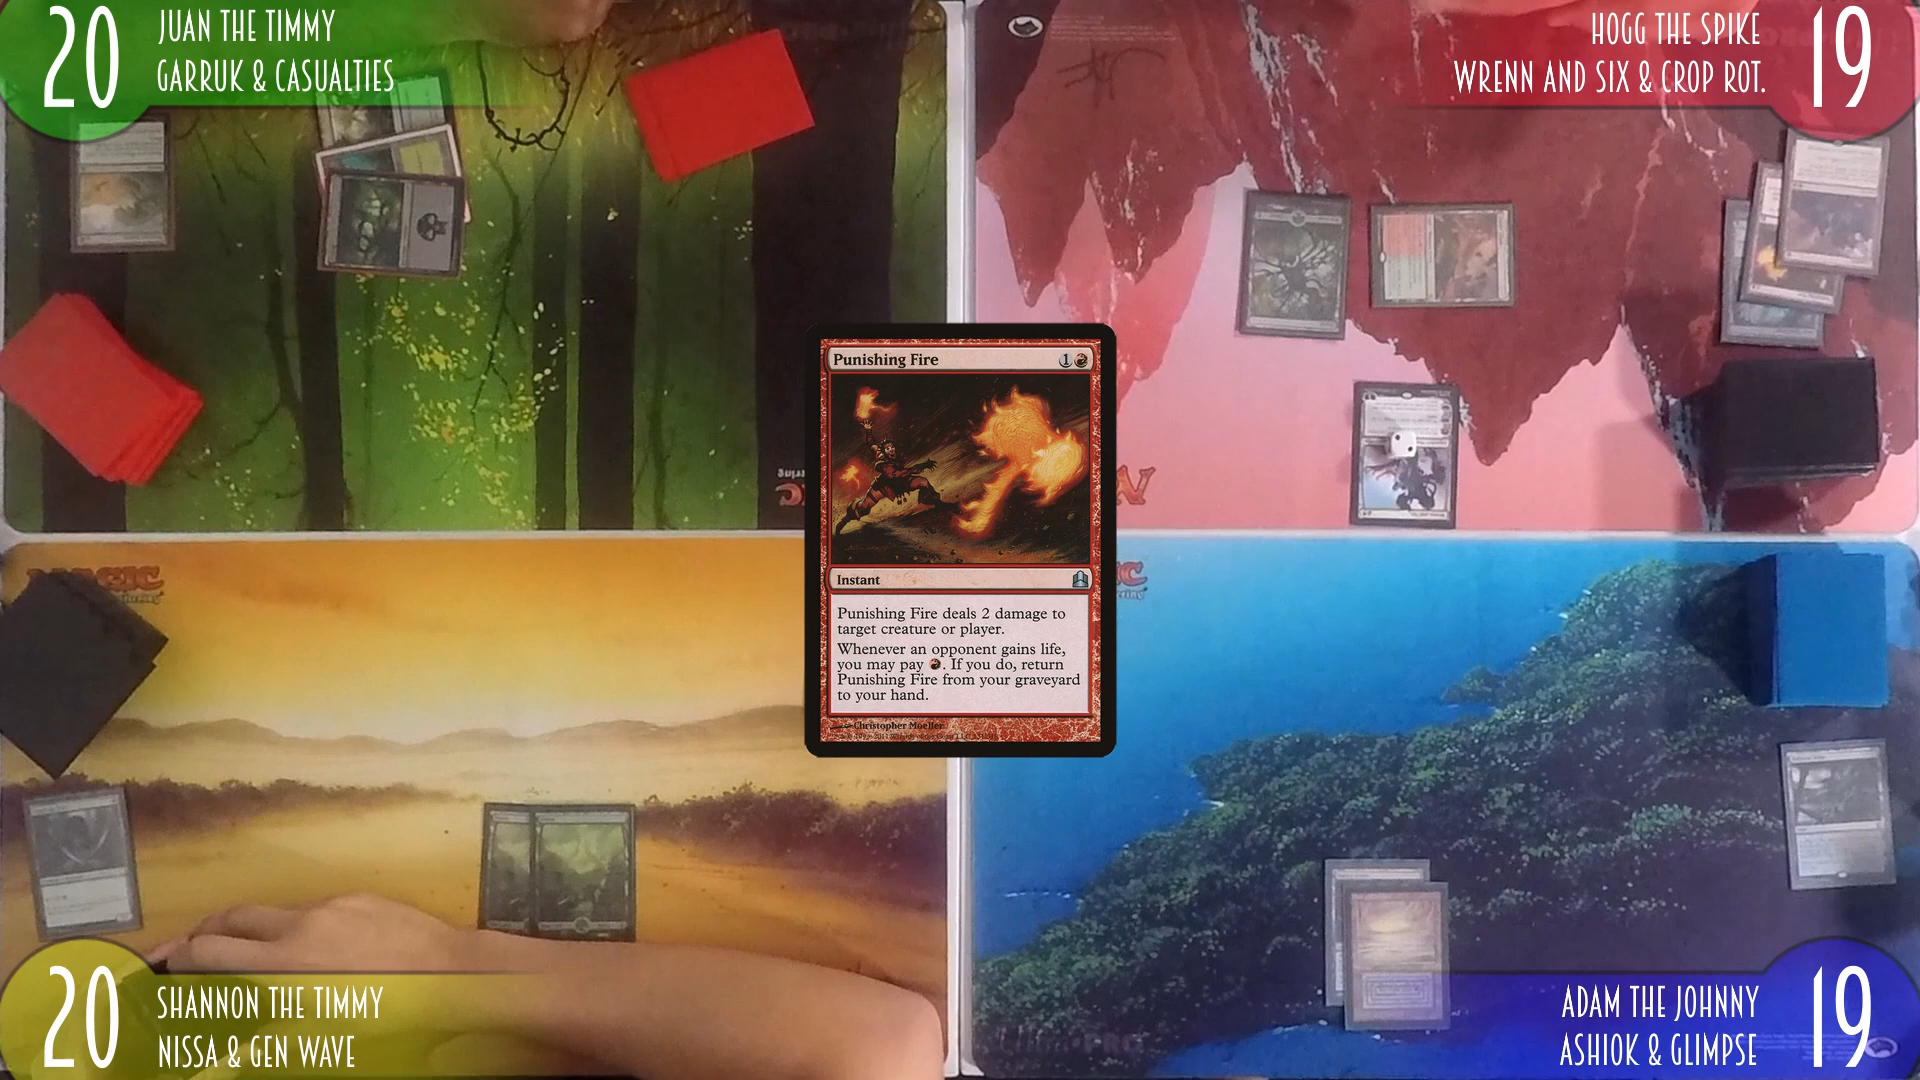 20
JUAN THE TIMMY
GARRUK & CASUALTIES
HOGG THE SPIKE
WRENN AND SIX & CROP ROT.
19
Punishing Fire
1
Instant
Punishing Fire deals 2 damage to
target creature or player.
Whenever an opponent gains life,
you may pay . If you do, return
Punishing Fire from your graveyard
to your hand.
Christopher Moeller
MAGIC
20
SHANNON THE TIMMY
NISSA & GEN WAVE
ADAM THE JOHNNY
ASHIOK & GLIMPSE
19